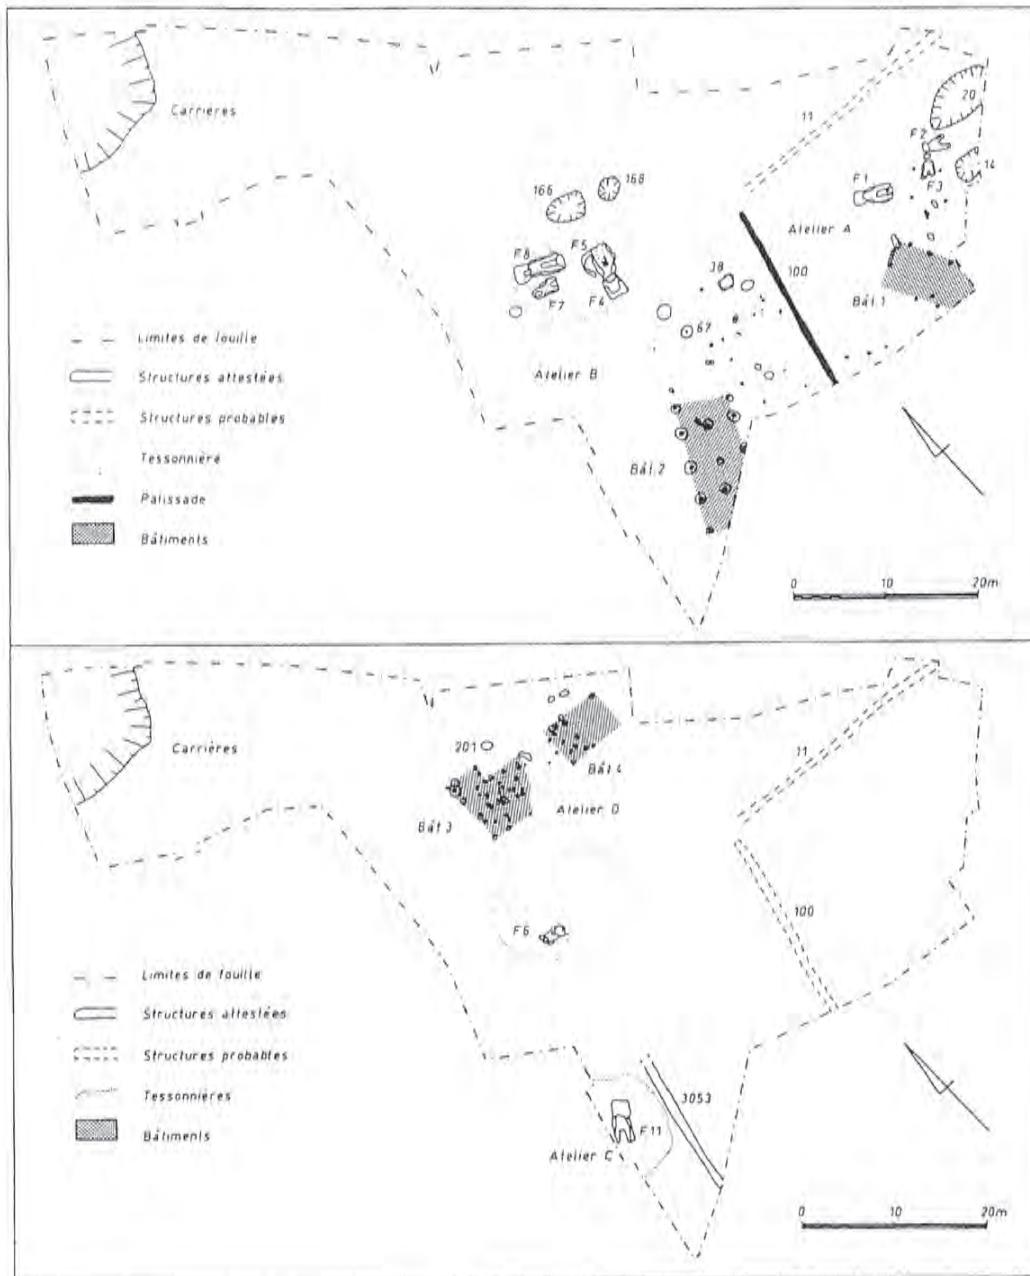 Carrières
11
20
F2
14
F1
F3
166
168
Atelier A
F8
F5
38
100
F7
F4
67
Bât.1
Limites de fouille
Structures attestées
Structures probables
Tessonnière
Palissade
Bâtiments
Atelier B
Bât.2
0 10 20m
Carrières
201
Bât.4
11
Bât.3
Atelier D
F6
100
Limites de fouille
Structures attestées
Structures probables
Tessonnières
Bâtiments
3053
F11
Atelier C
0 10 20m